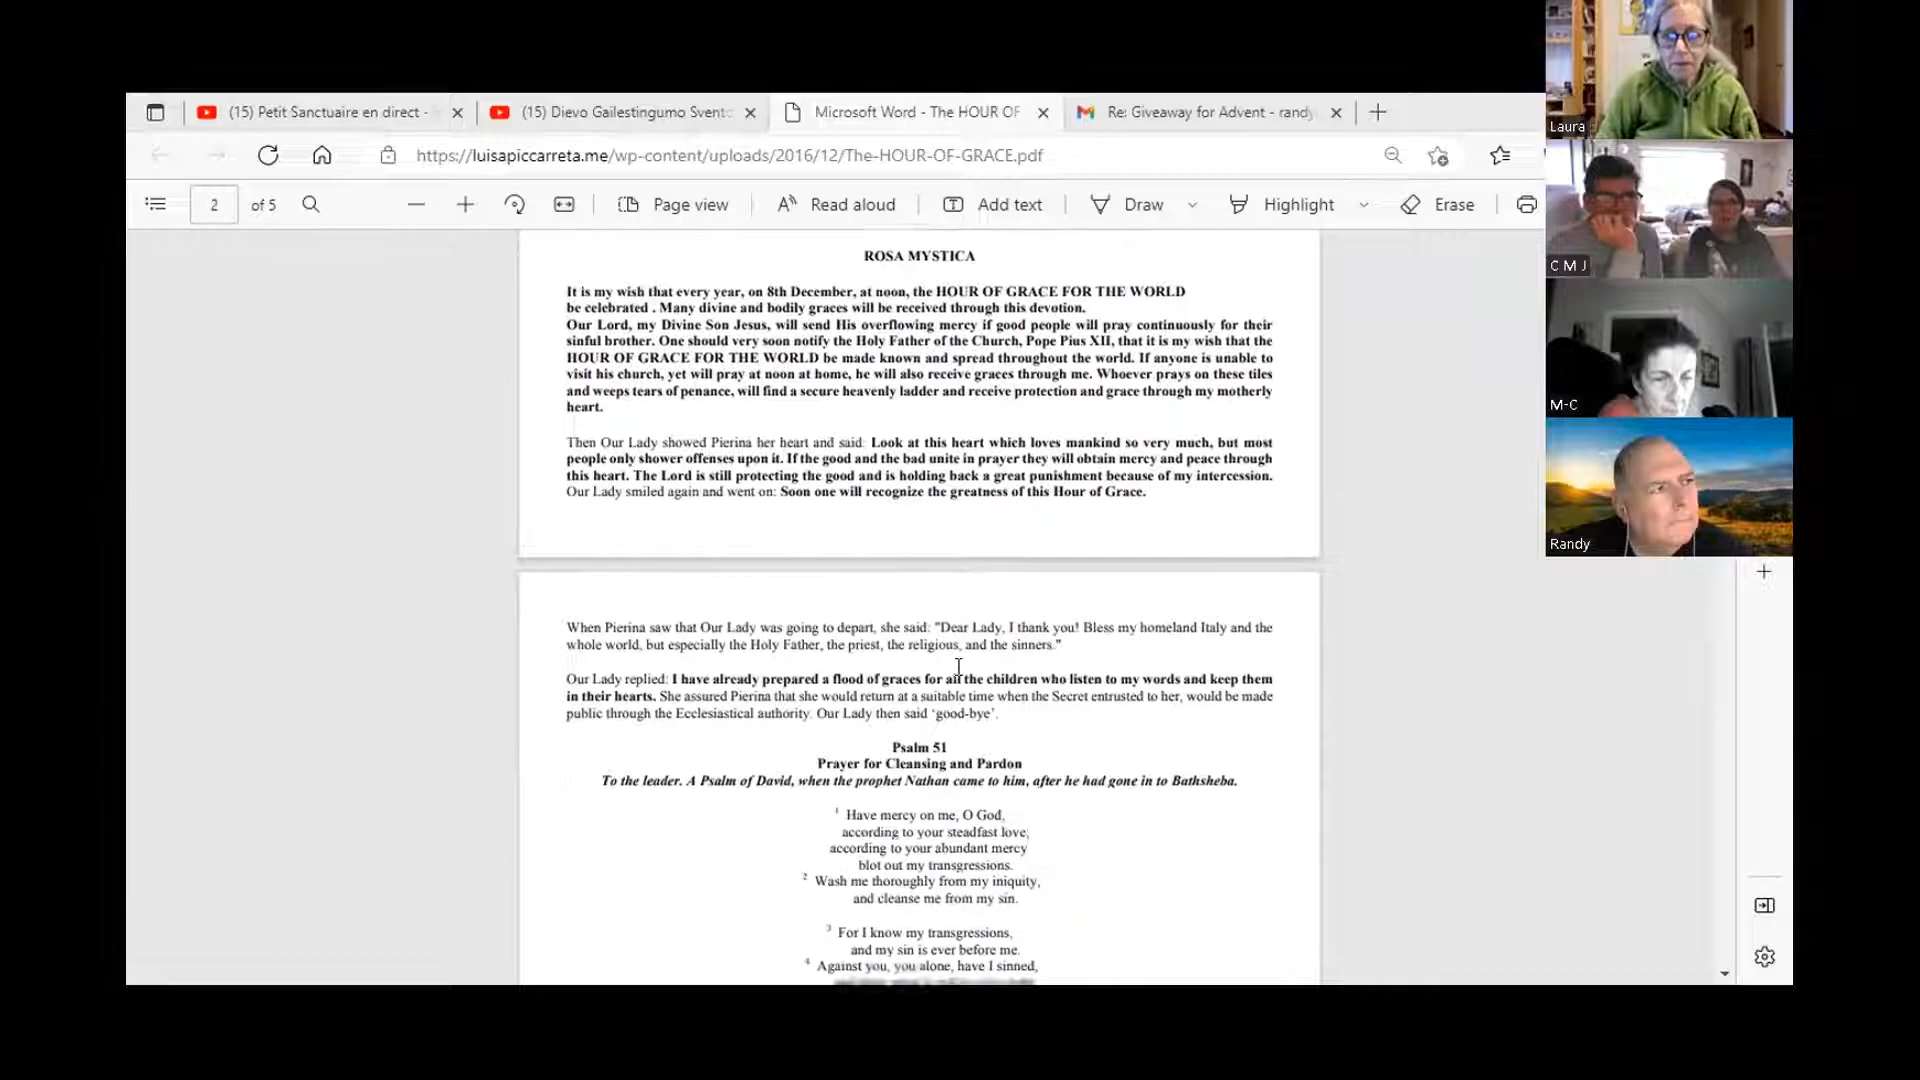 Laura
(15) Petit Sanctuaire en direct -
(15) Dievo Gailestingumo Švento
Microsoft Word - The HOUR OF
Re: Giveaway for Advent - randy
https://luisapiccarreta.me/wp-content/uploads/2016/12/The-HOUR-OF-GRACE.pdf
2 of 5
Page view
Read aloud
Add text
Draw
Highlight
Erase
C M J
M-C
Randy
ROSA MYSTICA
It is my wish that every year, on 8th December, at noon, the HOUR OF GRACE FOR THE WORLD
be celebrated . Many divine and bodily graces will be received through this devotion.
Our Lord, my Divine Son Jesus, will send His overflowing mercy if good people will pray continuously for their
sinful brother. One should very soon notify the Holy Father of the Church, Pope Pius XII, that it is my wish that the
HOUR OF GRACE FOR THE WORLD be made known and spread throughout the world. If anyone is unable to
visit his church, yet will pray at noon at home, he will also receive graces through me. Whoever prays on these tiles
and weeps tears of penance, will find a secure heavenly ladder and receive protection and grace through my motherly
heart.
Then Our Lady showed Pierina her heart and said: Look at this heart which loves mankind so very much, but most
people only shower offenses upon it. If the good and the bad unite in prayer they will obtain mercy and peace through
this heart. The Lord is still protecting the good and is holding back a great punishment because of my intercession.
Our Lady smiled again and went on: Soon one will recognize the greatness of this Hour of Grace.
When Pierina saw that Our Lady was going to depart, she said: "Dear Lady, I thank you! Bless my homeland Italy and the
whole world, but especially the Holy Father, the priest, the religious, and the sinners."
Our Lady replied: I have already prepared a flood of graces for all the children who listen to my words and keep them
in their hearts. She assured Pierina that she would return at a suitable time when the Secret entrusted to her, would be made
public through the Ecclesiastical authority. Our Lady then said ‘good-bye’.
Psalm 51
Prayer for Cleansing and Pardon
To the leader. A Psalm of David, when the prophet Nathan came to him, after he had gone in to Bathsheba.
1 Have mercy on me, O God,
according to your steadfast love;
according to your abundant mercy
blot out my transgressions.
2 Wash me thoroughly from my iniquity,
and cleanse me from my sin.
3 For I know my transgressions,
and my sin is ever before me.
4 Against you, you alone, have I sinned,